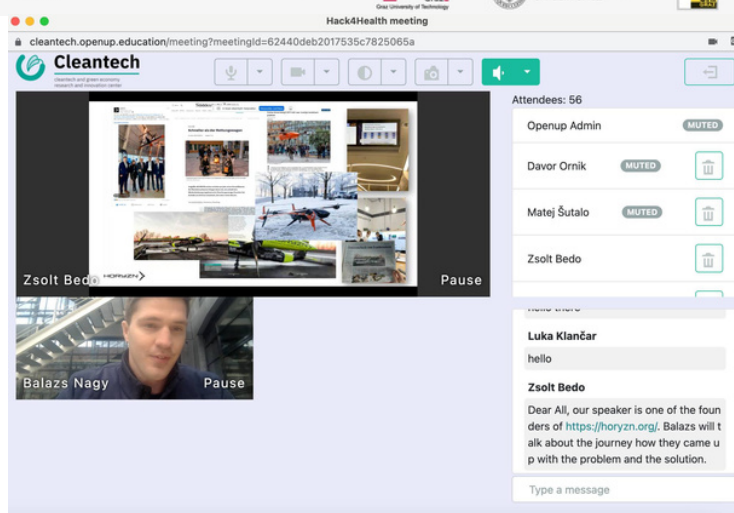 Graz University of Technology
Hack4Health meeting
cleantech.openup.education/meeting?meetingId=62440deb2017535c7825065a
Cleantech
cleantech and green economy
research and innovation center
Attendees: 56
Openup Admin MUTED
Davor Ornik MUTED
Matej Šutalo MUTED
Zsolt Bedo
Schneller als der Rettungswagen
HORYZN
Zsolt Bedo Pause
Balazs Nagy Pause
hello there
Luka Klančar
hello
Zsolt Bedo
Dear All, our speaker is one of the foun
ders of https://horyzn.org/. Balazs will t
alk about the journey how they came u
p with the problem and the solution.
Type a message